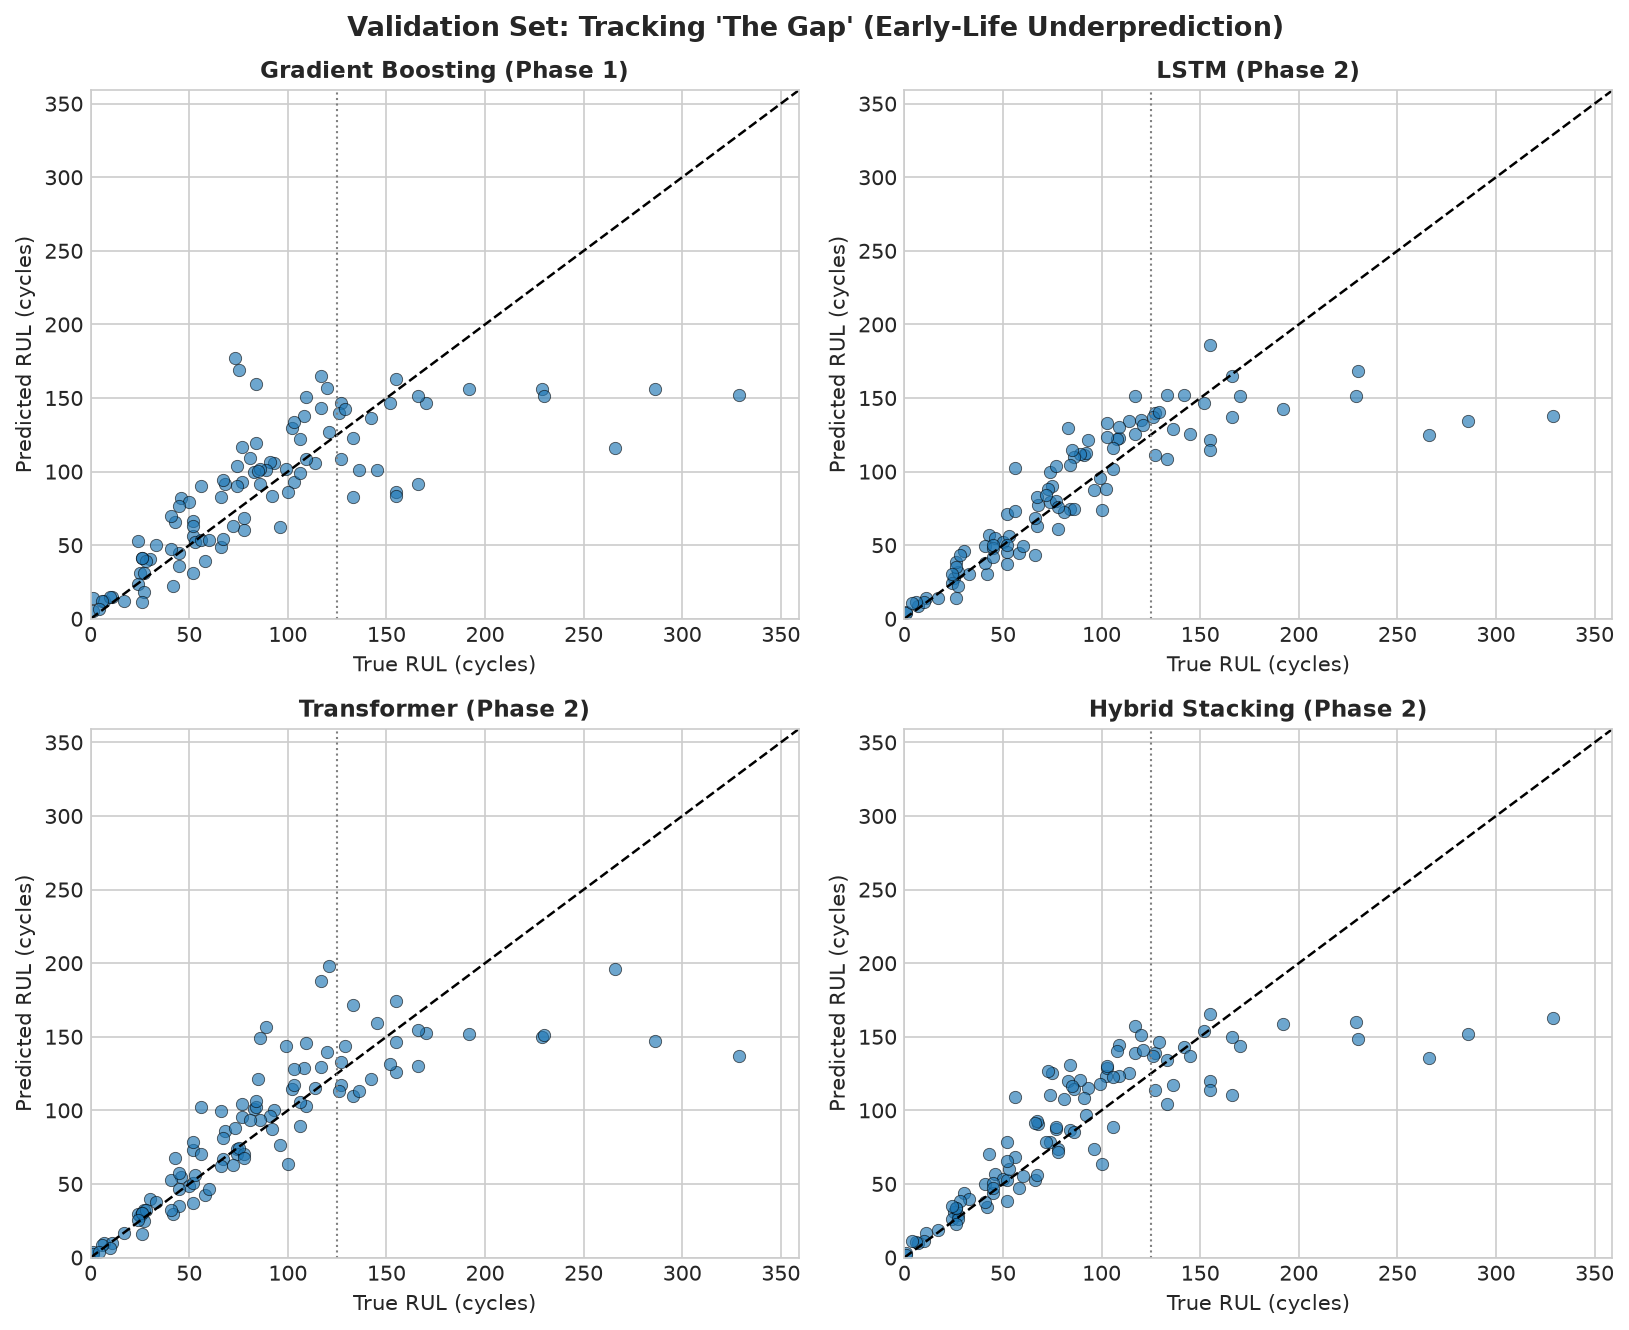 Validation Set: Tracking 'The Gap' (Early-Life Underprediction)
Gradient Boosting (Phase 1)
350
300
250
200
150
100
50
0
Predicted RUL (cycles)
0 50 100 150 200 250 300 350
True RUL (cycles)
LSTM (Phase 2)
350
300
250
200
150
100
50
0
Predicted RUL (cycles)
0 50 100 150 200 250 300 350
True RUL (cycles)
Transformer (Phase 2)
350
300
250
200
150
100
50
0
Predicted RUL (cycles)
0 50 100 150 200 250 300 350
True RUL (cycles)
Hybrid Stacking (Phase 2)
350
300
250
200
150
100
50
0
Predicted RUL (cycles)
0 50 100 150 200 250 300 350
True RUL (cycles)